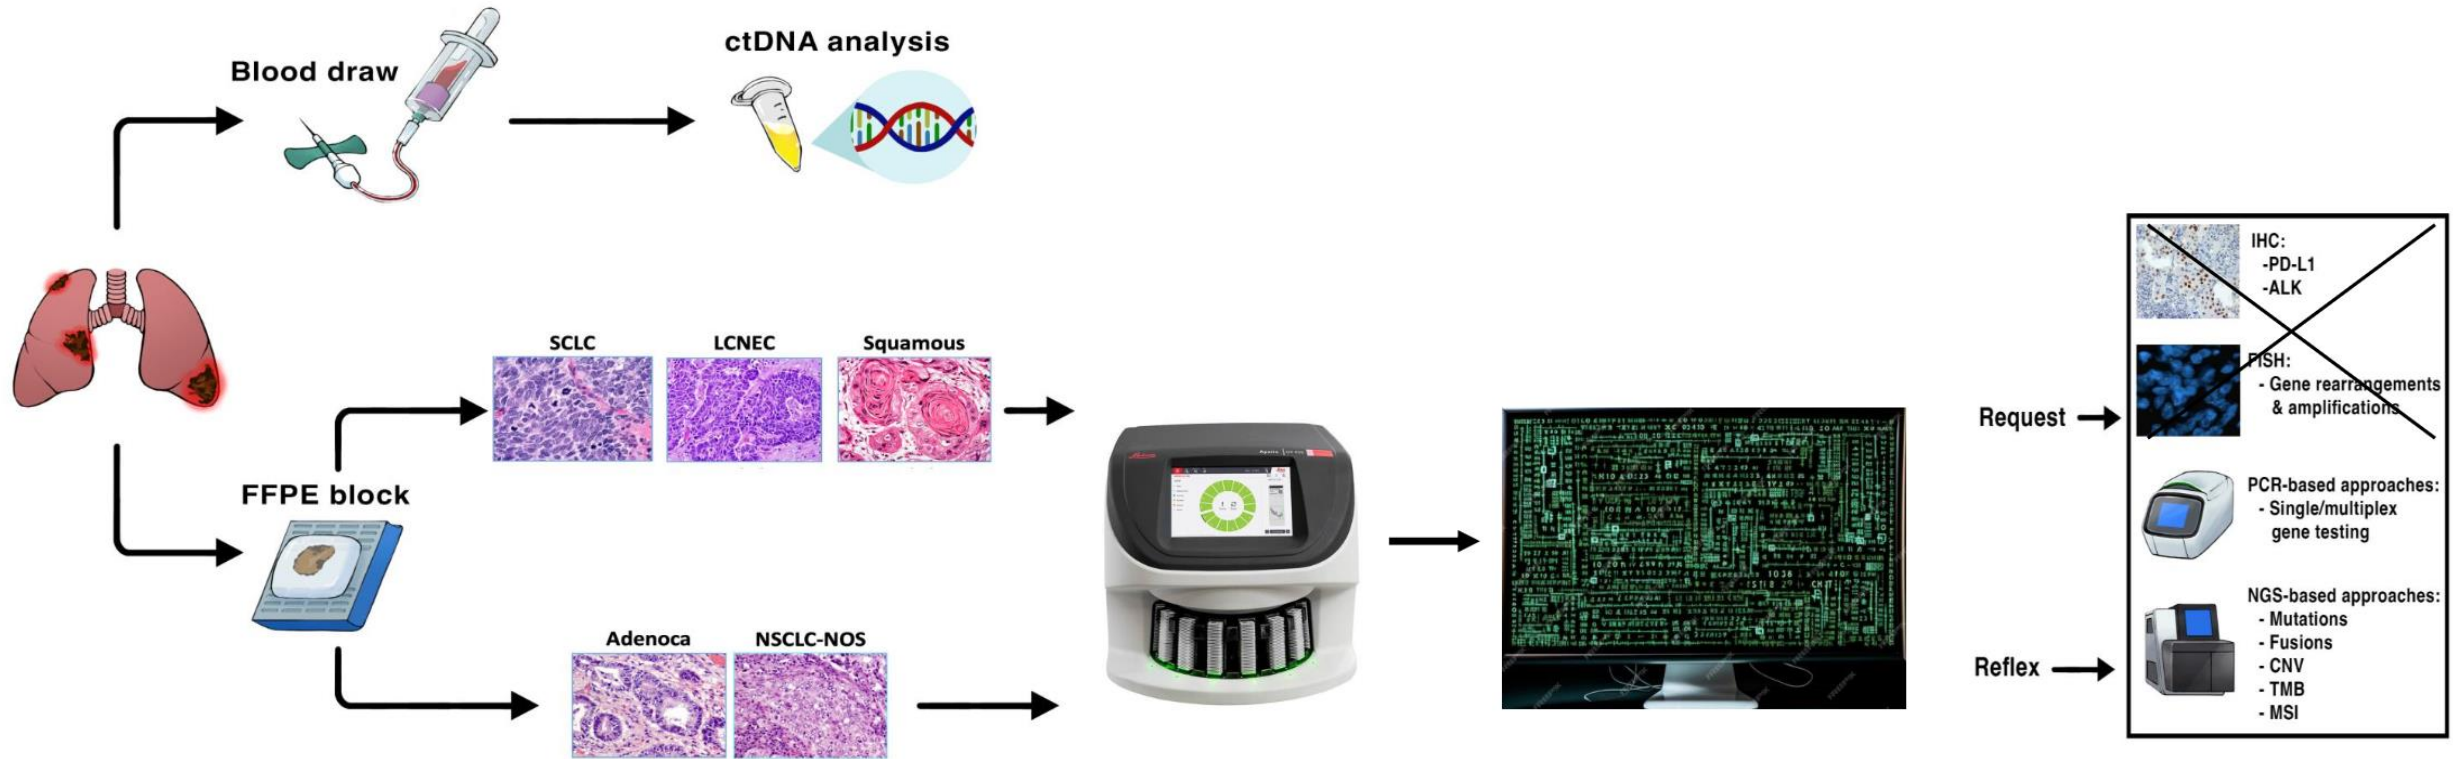 Blood draw
ctDNA analysis
SCLC
LCNEC
Squamous
FFPE block
Adenoca
NSCLC-NOS
Request
Reflex
IHC:
-PD-L1
-ALK
FISH:
- Gene rearrangements
& amplifications
PCR-based approaches:
- Single/multiplex
gene testing
NGS-based approaches:
- Mutations
- Fusions
- CNV
- TMB
- MSI